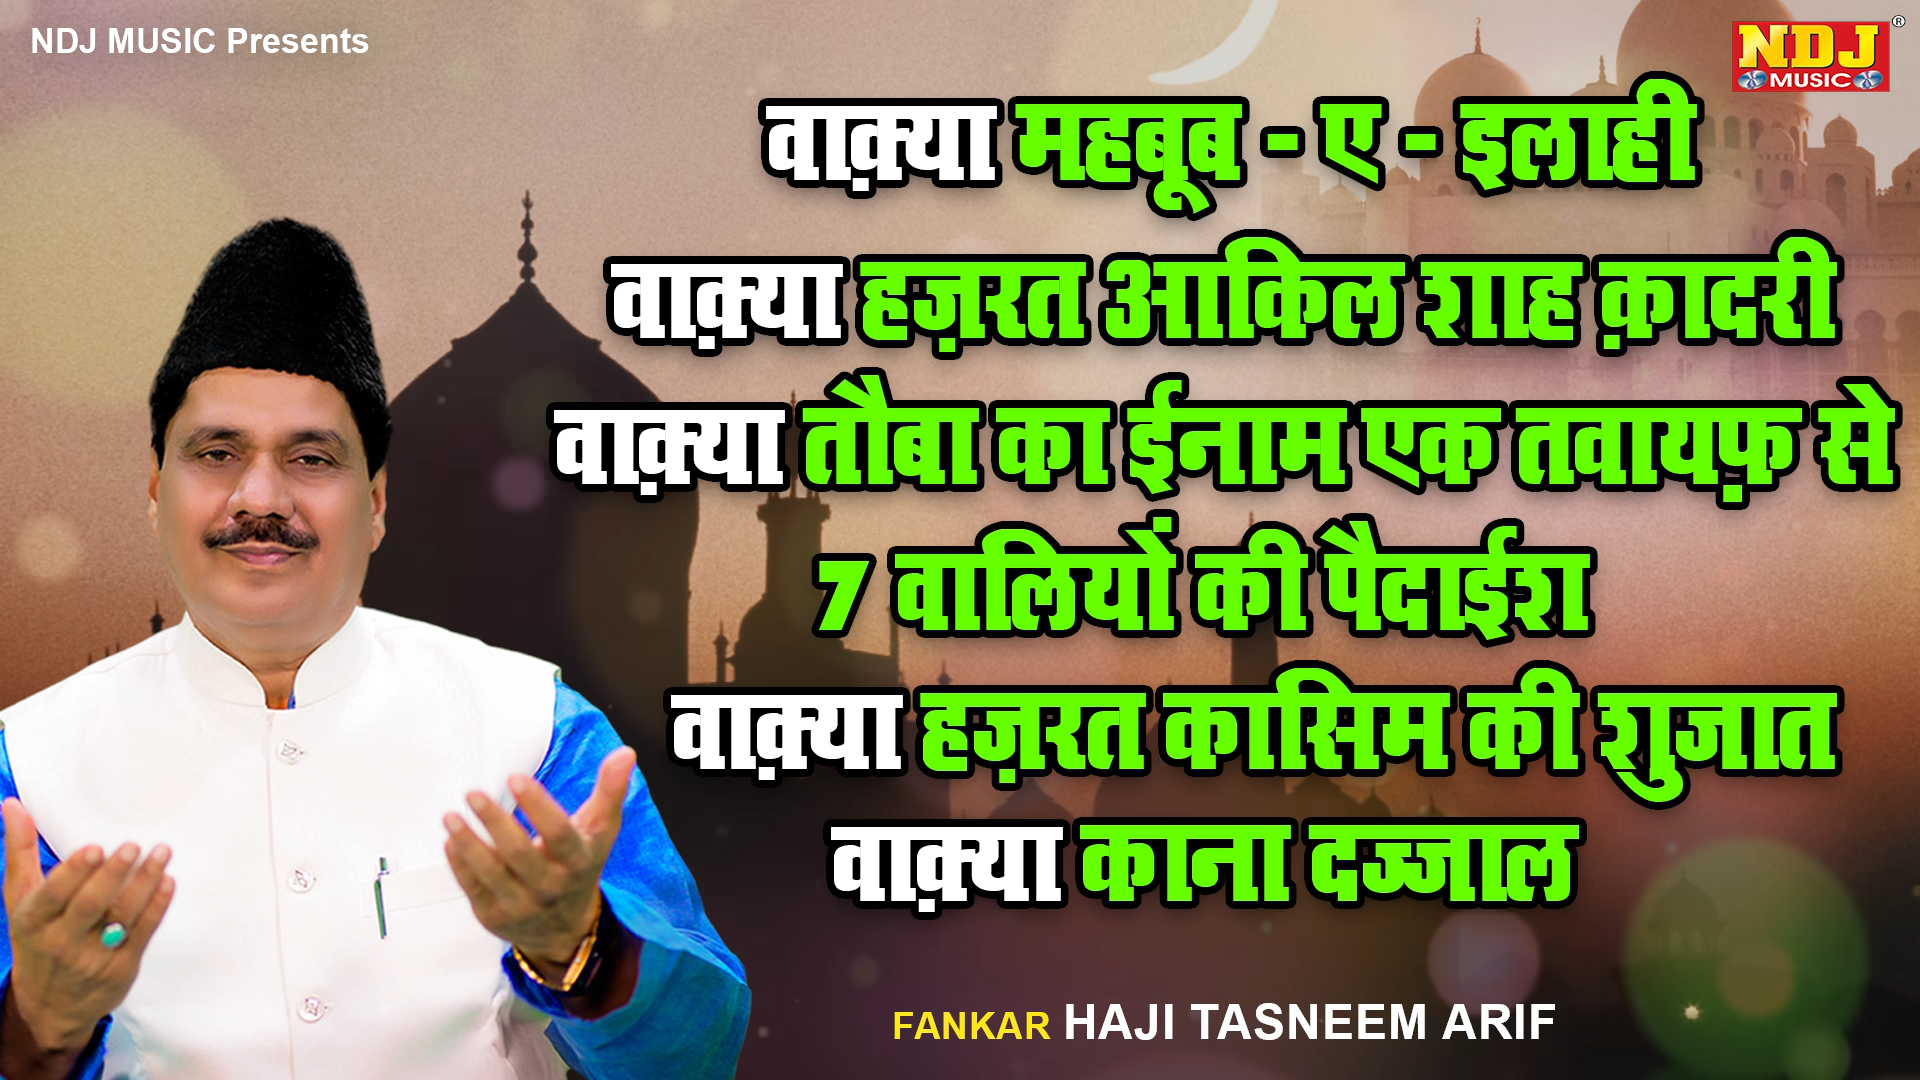 NDJ MUSIC Presents
NDJ
MUSIC
®
वाक़्या महबूब - ए - इलाही
वाक़्या हज़रत आकिल शाह क़ादरी
वाक़्या तौबा का ईनाम एक तवायफ़ से
7 वालियों की पैदाईश
वाक़्या हज़रत कासिम की शुजात
वाक़्या काना दज्जाल
FANKAR HAJI TASNEEM ARIF